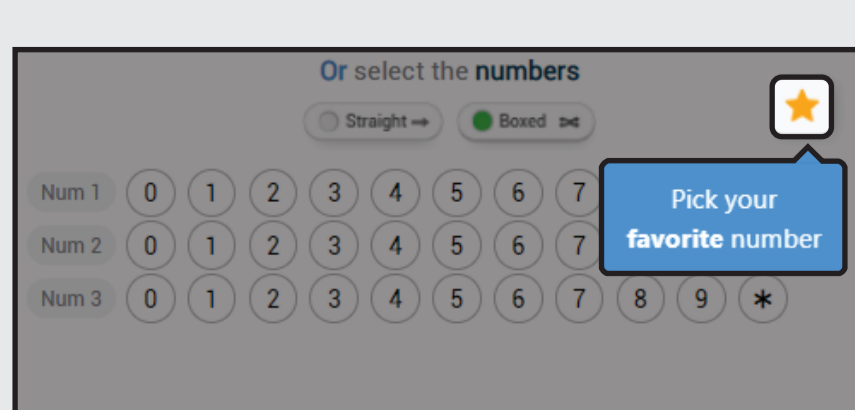 Or select the numbers
Straight Boxed
Num 1 0 1 2 3 4 5 6 7
Pick your
favorite number
Num 2 0 1 2 3 4 5 6 7
Num 3 0 1 2 3 4 5 6 7 8 9 *